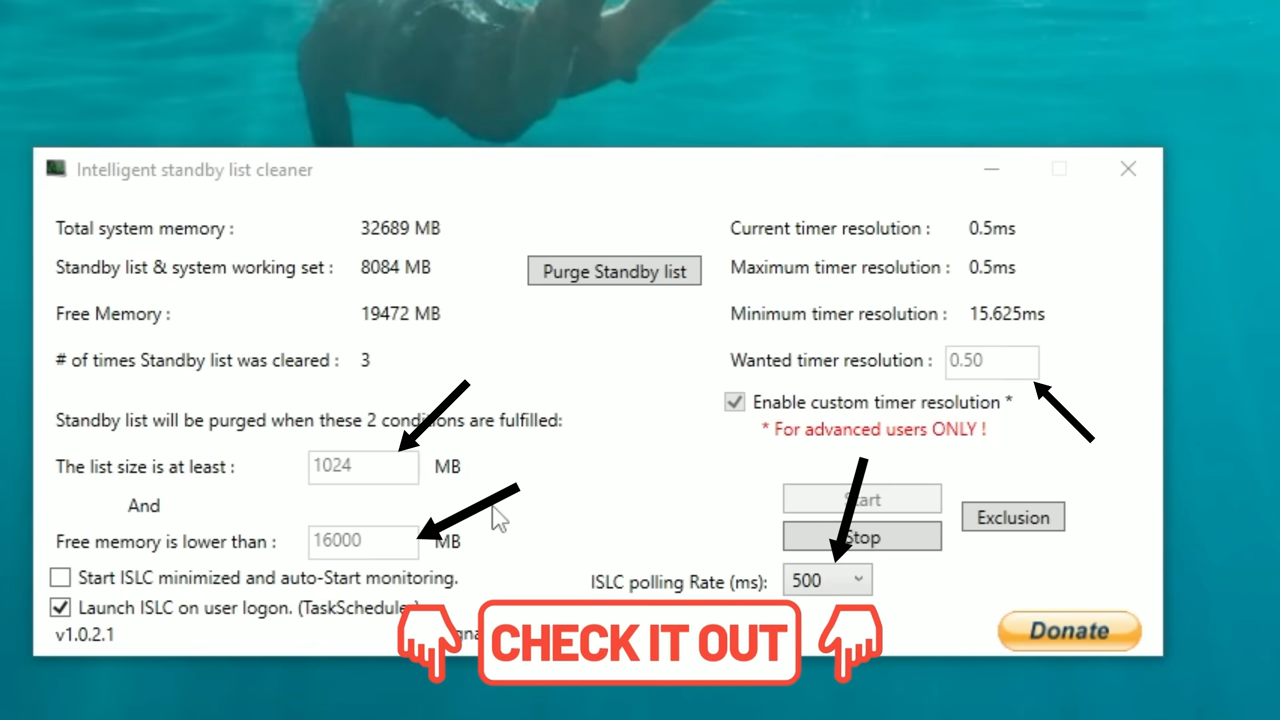 Intelligent standby list cleaner
Total system memory : 32689 MB
Standby list & system working set : 8084 MB
Purge Standby list
Free Memory : 19472 MB
# of times Standby list was cleared : 3
Current timer resolution : 0.5ms
Maximum timer resolution : 0.5ms
Minimum timer resolution : 15.625ms
Wanted timer resolution : 0.50
Enable custom timer resolution *
* For advanced users ONLY !
Standby list will be purged when these 2 conditions are fulfilled:
The list size is at least : 1024 MB
And
Free memory is lower than : 16000 MB
Start
Stop
Exclusion
Start ISLC minimized and auto-Start monitoring.
ISLC polling Rate (ms): 500
Launch ISLC on user logon. (TaskScheduler)
v1.0.2.1
Donate
CHECK IT OUT